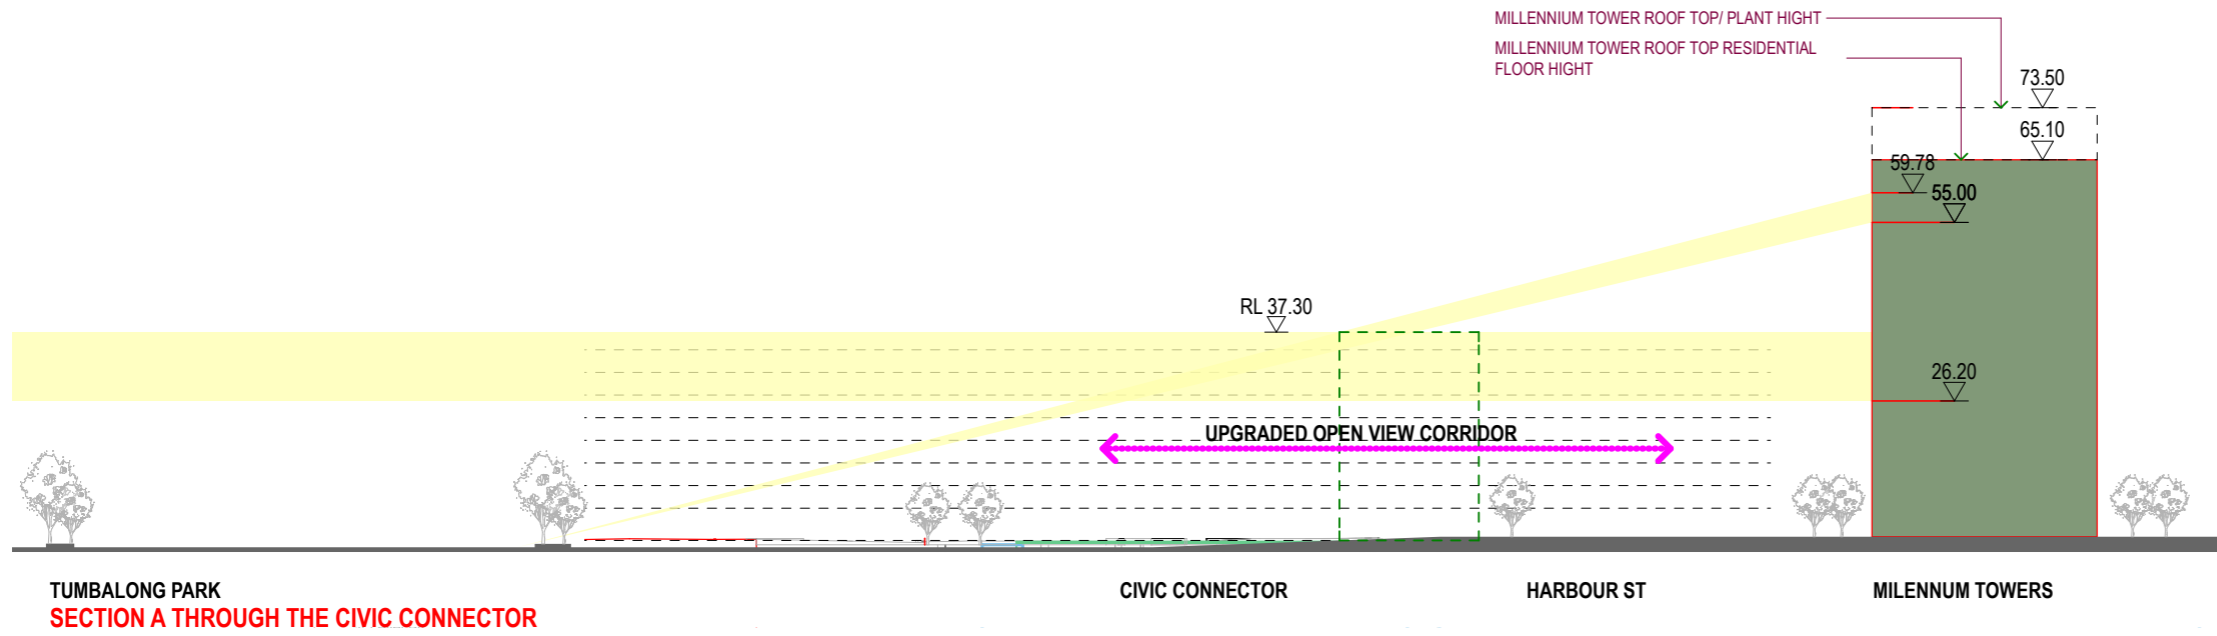 MILLENNIUM TOWER ROOF TOP/ PLANT HIGHT
MILLENNIUM TOWER ROOF TOP RESIDENTIAL
FLOOR HIGHT
73.50
65.10
59.78
55.00
RL 37.30
26.20
UPGRADED OPEN VIEW CORRIDOR
TUMBALONG PARK
CIVIC CONNECTOR
HARBOUR ST
MILENNUM TOWERS
SECTION A THROUGH THE CIVIC CONNECTOR